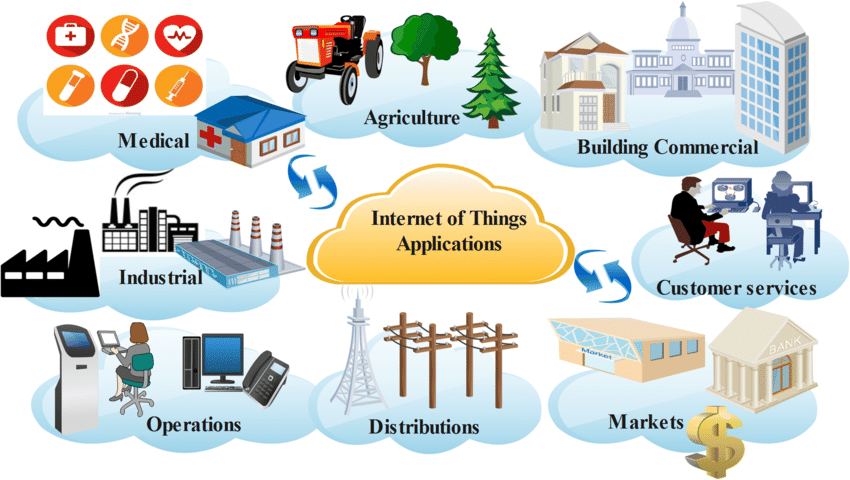 Medical
Agriculture
Building Commercial
Internet of Things
Applications
Industrial
Customer services
Operations
Distributions
Market
BANK
Markets